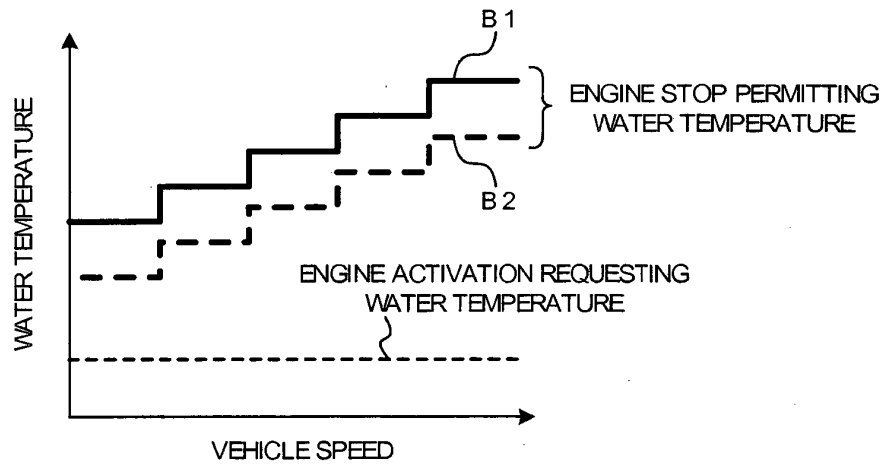 B1
ENGINE STOP PERMITTING
WATER TEMPERATURE
B2
ENGINE ACTIVATION REQUESTING
WATER TEMPERATURE
WATER TEMPERATURE
VEHICLE SPEED